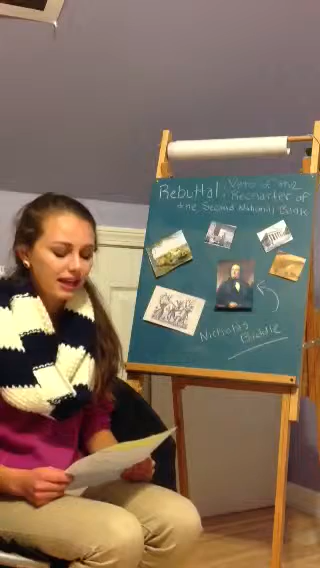 Rebuttal: Veto of the
Recharter of
the Second National Bank
Nicholas
Biddle